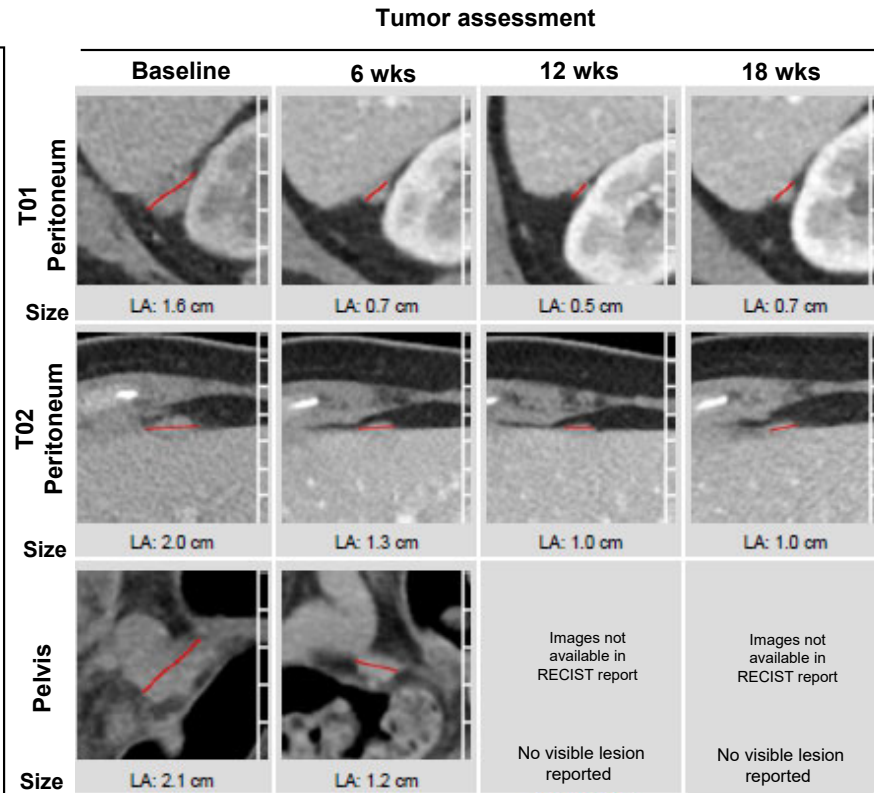 Tumor assessment
Baseline
6 wks
12 wks
18 wks
T01
Peritoneum
Size
LA: 1.6 cm
LA: 0.7 cm
LA: 0.5 cm
LA: 0.7 cm
T02
Peritoneum
Size
LA: 2.0 cm
LA: 1.3 cm
LA: 1.0 cm
LA: 1.0 cm
Pelvis
Size
LA: 2.1 cm
LA: 1.2 cm
Images not
available in
RECIST report
No visible lesion
reported
Images not
available in
RECIST report
No visible lesion
reported